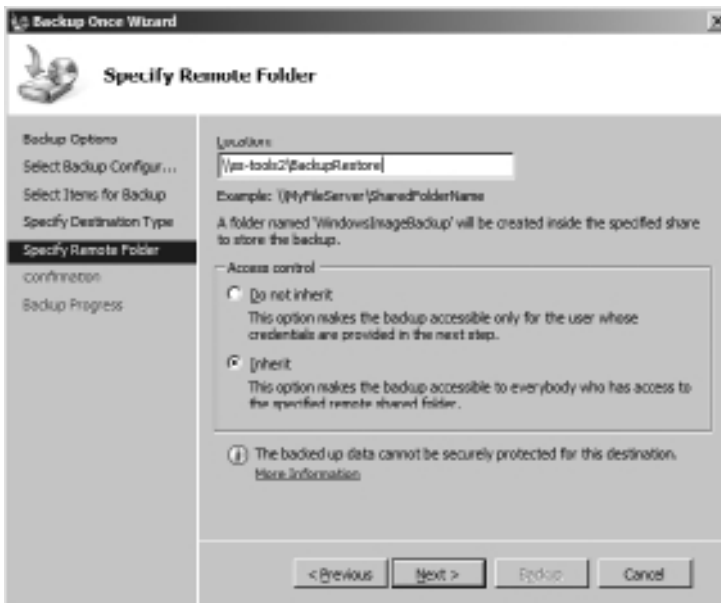 Backup Once Wizard
Specify Remote Folder
Backup Options
Select Backup Configur...
Select Items for Backup
Specify Destination Type
Specify Remote Folder
Confirmation
Backup Progress
Location:
\\ps-tools2\BackupRestore
Example: \\MyFileServer\SharedFolderName
A folder named 'WindowsImageBackup' will be created inside the specified share
to store the backup.
Access control
Do not inherit
This option makes the backup accessible only for the user whose
credentials are provided in the next step.
Inherit
This option makes the backup accessible to everybody who has access to
the specified remote shared folder.
The backed up data cannot be securely protected for this destination.
More Information
< Previous
Next >
Backup
Cancel